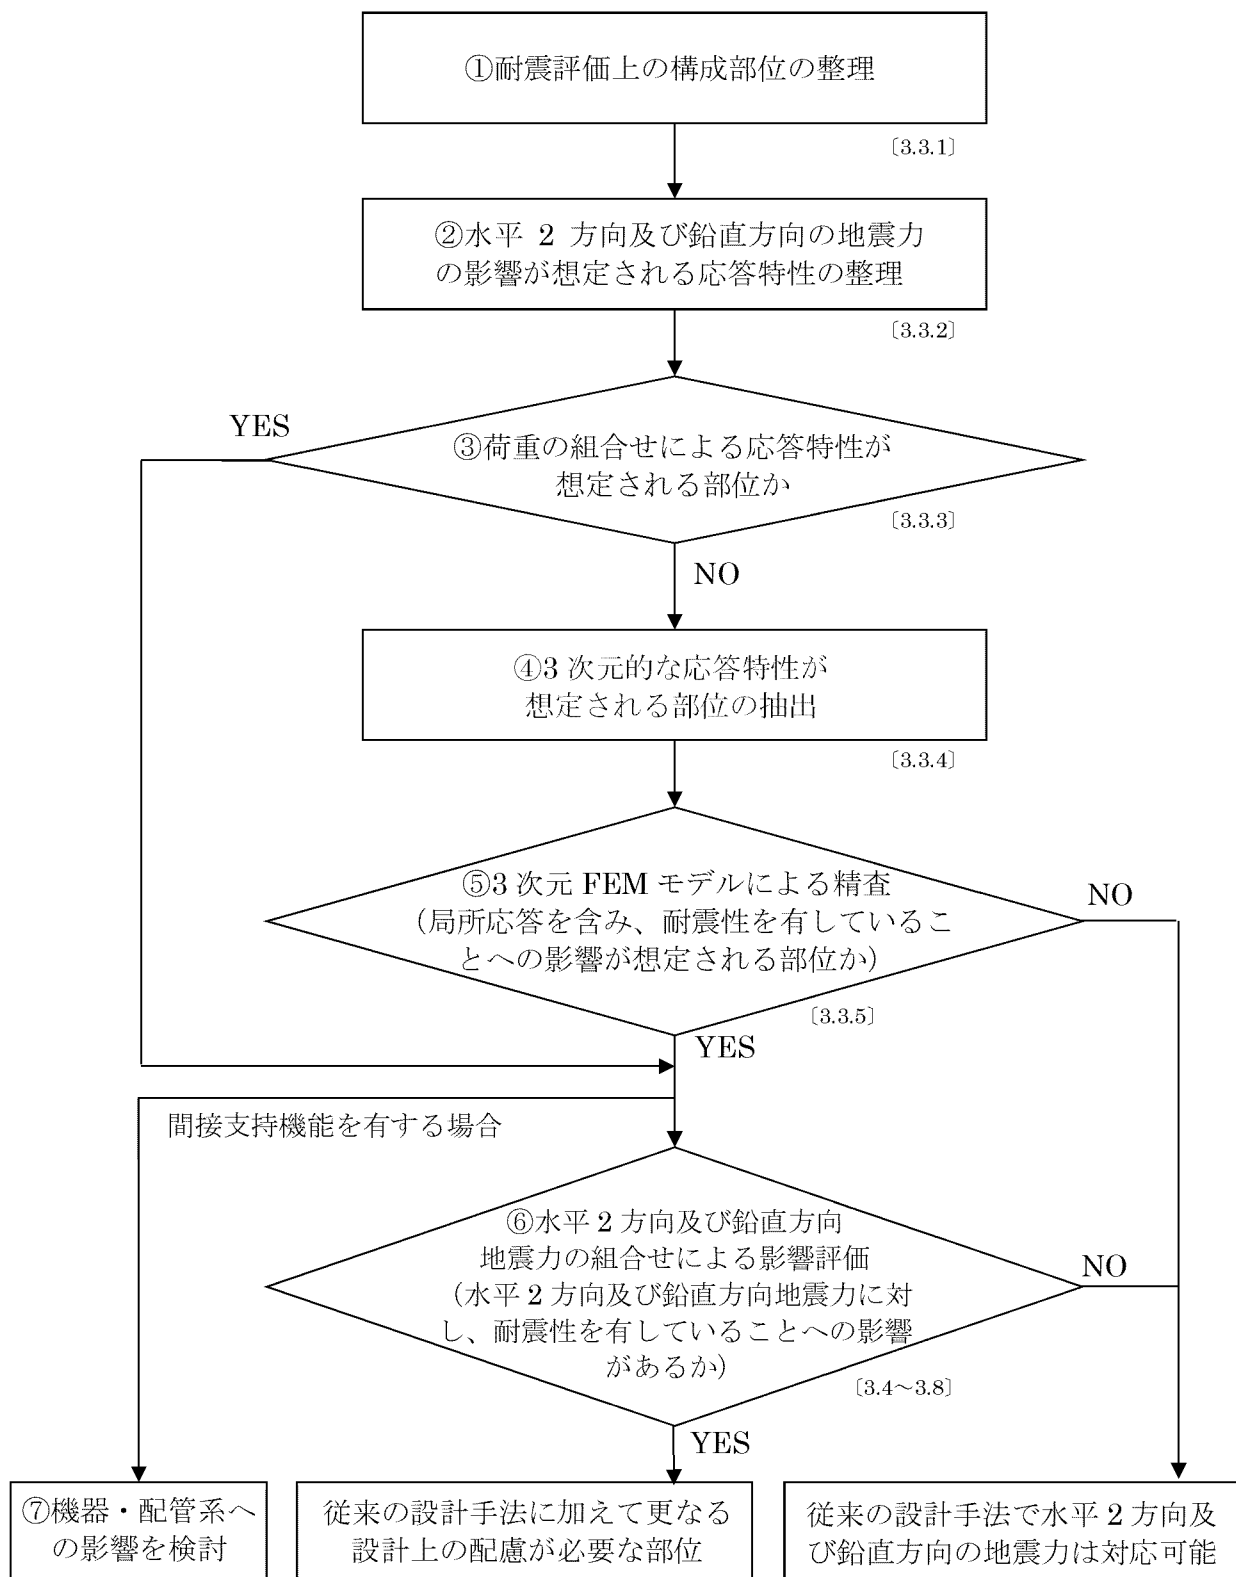 ①耐震評価上の構成部位の整理
〔3.3.1〕
②水平 2 方向及び鉛直方向の地震力
の影響が想定される応答特性の整理
〔3.3.2〕
YES
③荷重の組合せによる応答特性が
想定される部位か
〔3.3.3〕
NO
④3 次元的な応答特性が
想定される部位の抽出
〔3.3.4〕
⑤3 次元 FEM モデルによる精査
(局所応答を含み、耐震性を有しているこ
とへの影響が想定される部位か)
NO
〔3.3.5〕
YES
間接支持機能を有する場合
⑥水平 2 方向及び鉛直方向
地震力の組合せによる影響評価
(水平 2 方向及び鉛直方向地震力に対
し、耐震性を有していることへの影響
があるか)
NO
〔3.4～3.8〕
YES
⑦機器・配管系へ
の影響を検討
従来の設計手法に加えて更なる
設計上の配慮が必要な部位
従来の設計手法で水平 2 方向及
び鉛直方向の地震力は対応可能